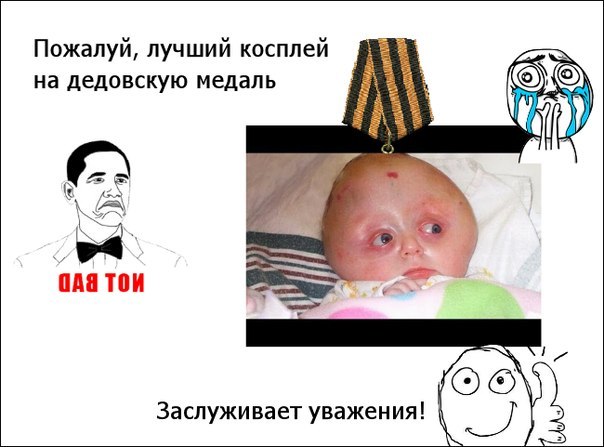 Пожалуй, лучший косплей
на дедовскую медаль
NOT BAD
Заслуживает уважения!